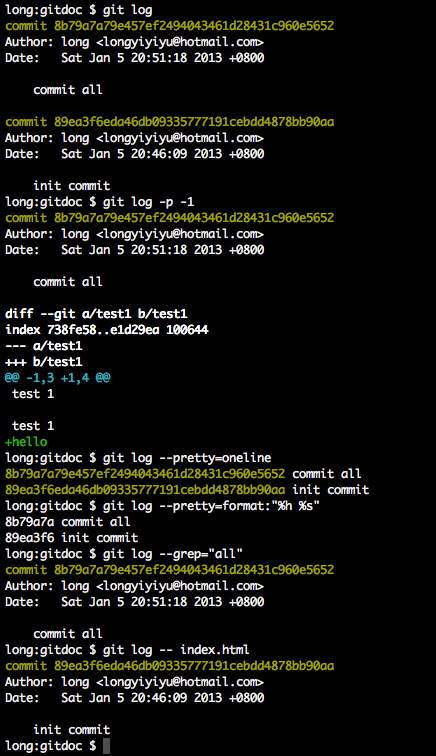 long:gitdoc $ git log
commit 8b79a7a79e457ef2494043461d28431c960e5652
Author: long <longyiyiyu@hotmail.com>
Date:   Sat Jan 5 20:51:18 2013 +0800

    commit all

commit 89ea3f6eda46db09335777191cebdd4878bb90aa
Author: long <longyiyiyu@hotmail.com>
Date:   Sat Jan 5 20:46:09 2013 +0800

    init commit
long:gitdoc $ git log -p -1
commit 8b79a7a79e457ef2494043461d28431c960e5652
Author: long <longyiyiyu@hotmail.com>
Date:   Sat Jan 5 20:51:18 2013 +0800

    commit all

diff --git a/test1 b/test1
index 738fe58..e1d29ea 100644
--- a/test1
+++ b/test1
@@ -1,3 +1,4 @@
 test 1

 test 1
+hello
long:gitdoc $ git log --pretty=oneline
8b79a7a79e457ef2494043461d28431c960e5652 commit all
89ea3f6eda46db09335777191cebdd4878bb90aa init commit
long:gitdoc $ git log --pretty=format:"%h %s"
8b79a7a commit all
89ea3f6 init commit
long:gitdoc $ git log --grep="all"
commit 8b79a7a79e457ef2494043461d28431c960e5652
Author: long <longyiyiyu@hotmail.com>
Date:   Sat Jan 5 20:51:18 2013 +0800

    commit all
long:gitdoc $ git log -- index.html
commit 89ea3f6eda46db09335777191cebdd4878bb90aa
Author: long <longyiyiyu@hotmail.com>
Date:   Sat Jan 5 20:46:09 2013 +0800

    init commit
long:gitdoc $